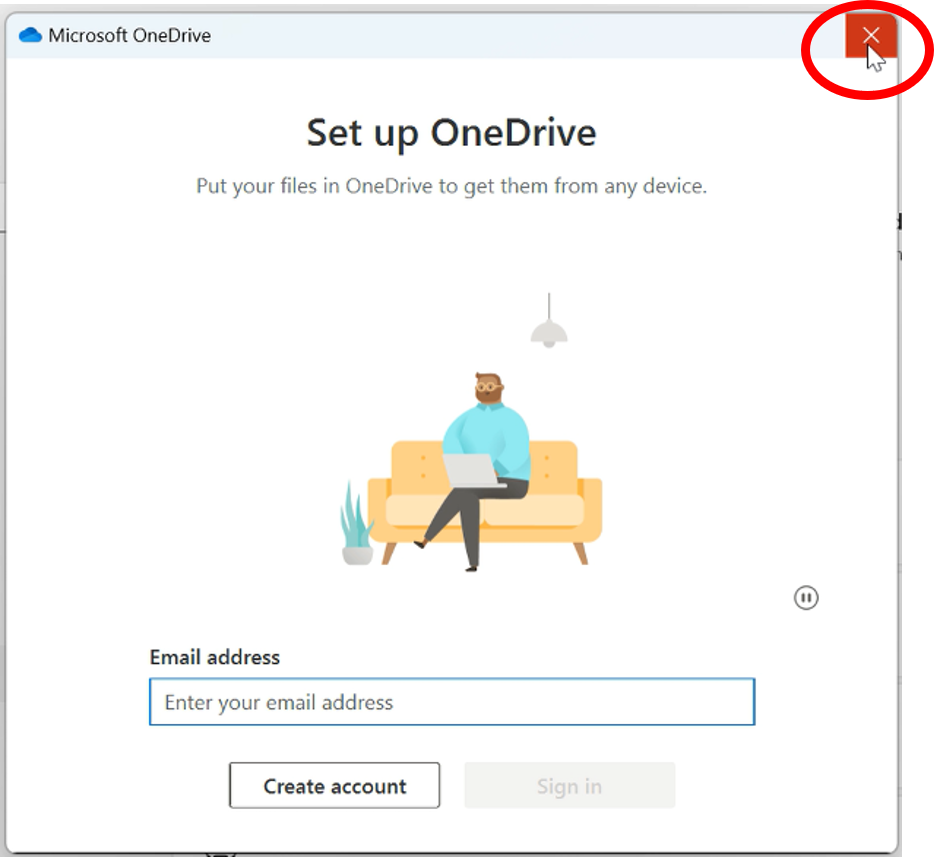 Microsoft OneDrive
Set up OneDrive
Put your files in OneDrive to get them from any device.
Email address
Enter your email address
Create account
Sign in